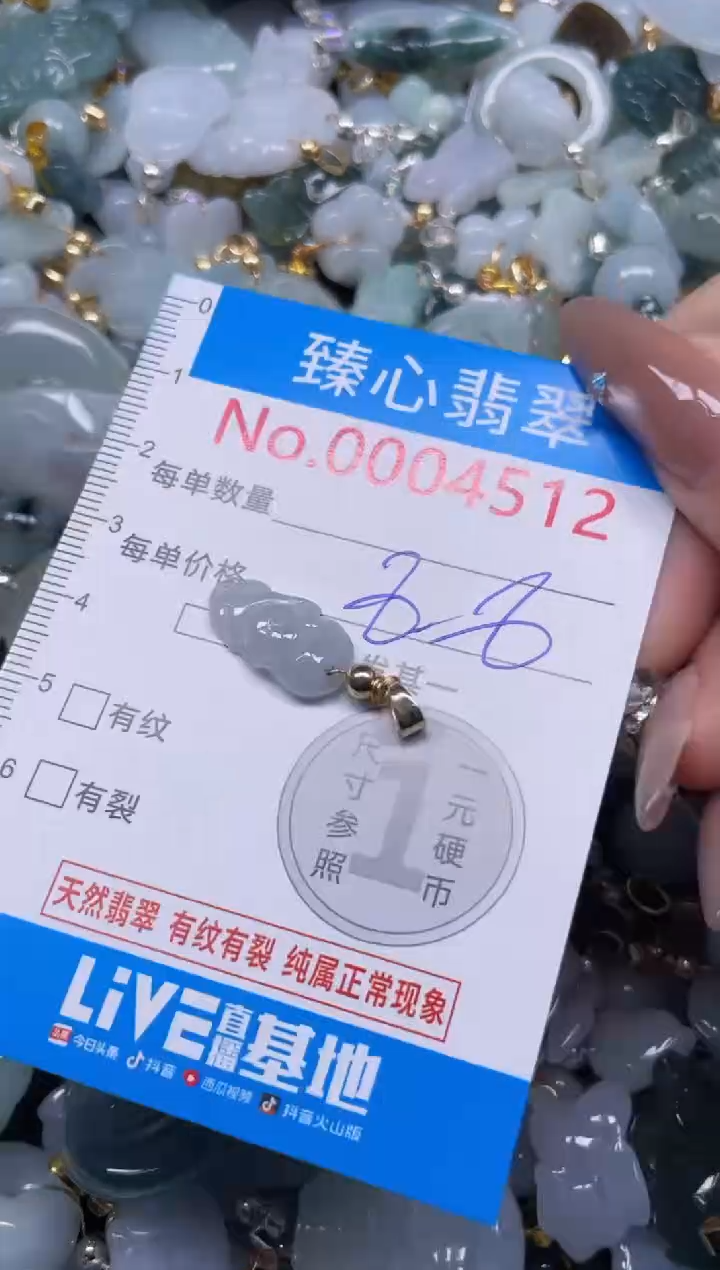 0
臻心翡翠
1
No.0004512
2
每单数量
3
每单价格
4
5
有纹
6
有裂
一元硬币
1
尺寸参照
天然翡翠 有纹有裂 纯属正常现象
LiVE直播基地
今日头条 抖音 西瓜视频 抖音火山版